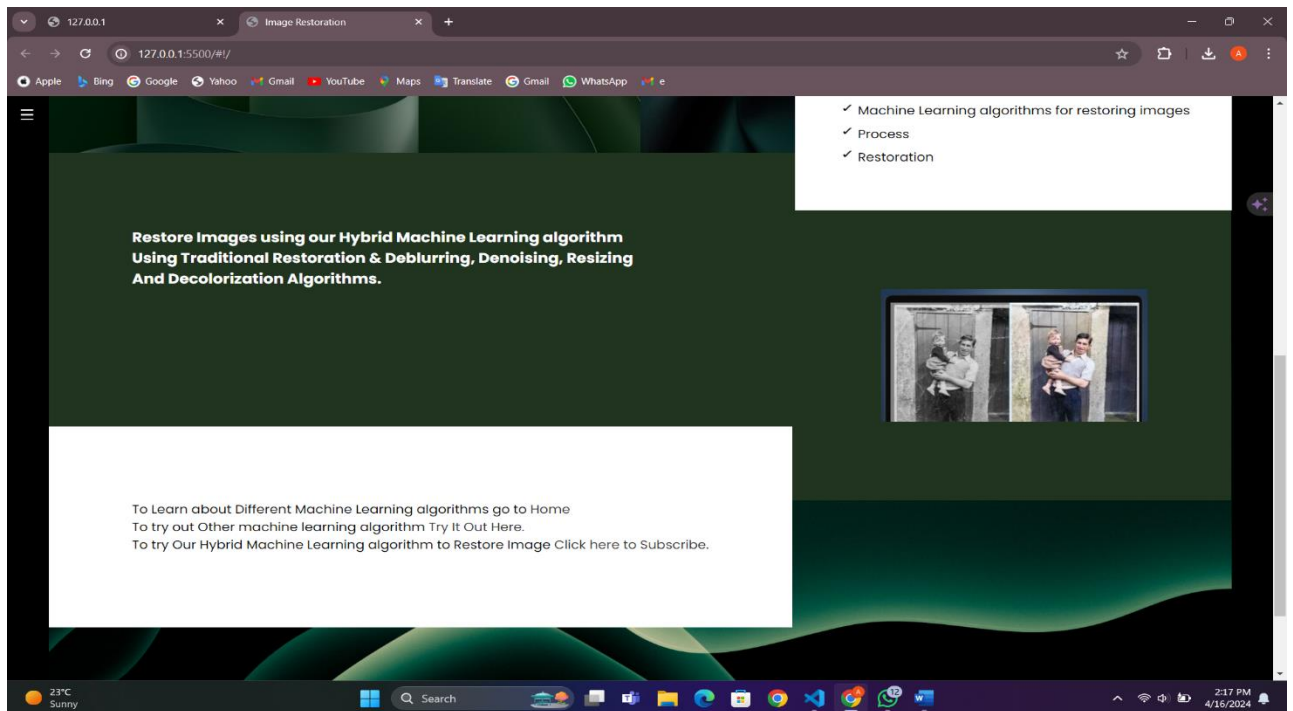 127.0.0.1
Image Restoration
127.0.0.1:5500/#!/
A
Apple Bing Google Yahoo Gmail YouTube Maps Translate Gmail WhatsApp e
Machine Learning algorithms for restoring images
Process
Restoration
Restore Images using our Hybrid Machine Learning algorithm
Using Traditional Restoration & Deblurring, Denoising, Resizing
And Decolorization Algorithms.
To Learn about Different Machine Learning algorithms go to Home
To try out Other machine learning algorithm Try It Out Here.
To try Our Hybrid Machine Learning algorithm to Restore Image Click here to Subscribe.
23°C
Sunny
Search
12
2:17 PM
4/16/2024